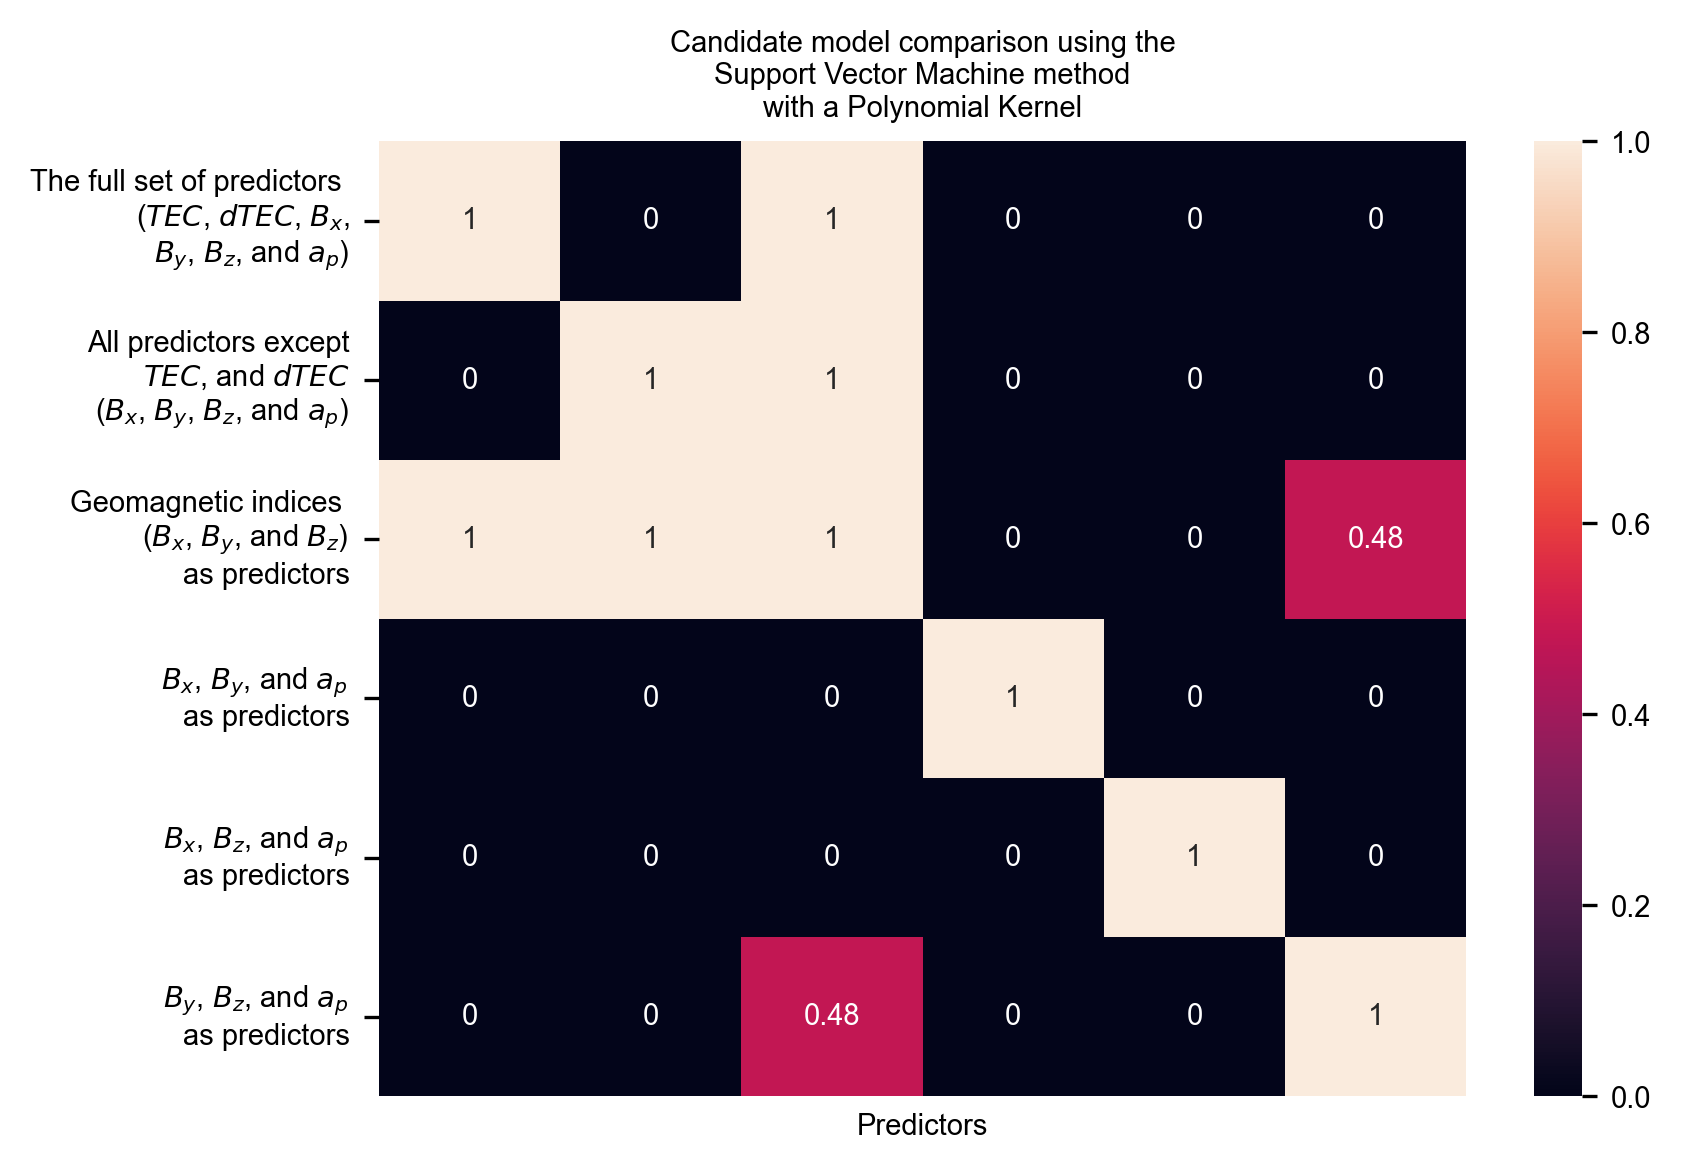 Candidate model comparison using the
Support Vector Machine method
with a Polynomial Kernel
The full set of predictors
(TEC, dTEC, Bx,
By, Bz, and ap)
1 0 1 0 0 0
All predictors except
TEC, and dTEC
(Bx, By, Bz, and ap)
0 1 1 0 0 0
Geomagnetic indices
(Bx, By, and Bz)
as predictors
1 1 1 0 0 0.48
Bx, By, and ap
as predictors
0 0 0 1 0 0
Bx, Bz, and ap
as predictors
0 0 0 0 1 0
By, Bz, and ap
as predictors
0 0 0.48 0 0 1
Predictors
1.0
0.8
0.6
0.4
0.2
0.0